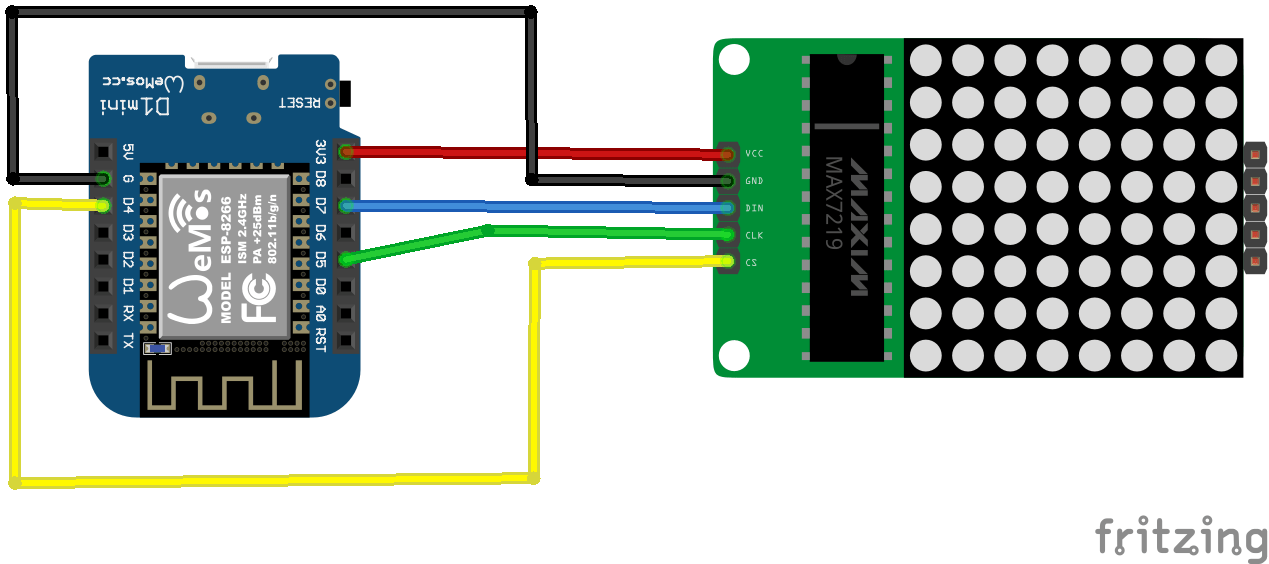 WeMos.cc
D1mini
RESET
5V
G
D4
D3
D2
D1
RX
TX
3V3
D8
D7
D6
D5
D0
A0
RST
WeMos
MODEL ESP-8266
ISM 2.4GHz
PA +25dBm
802.11b/g/n
FC
VCC
GND
DIN
CLK
CS
MAXIM
MAX7219
fritzing